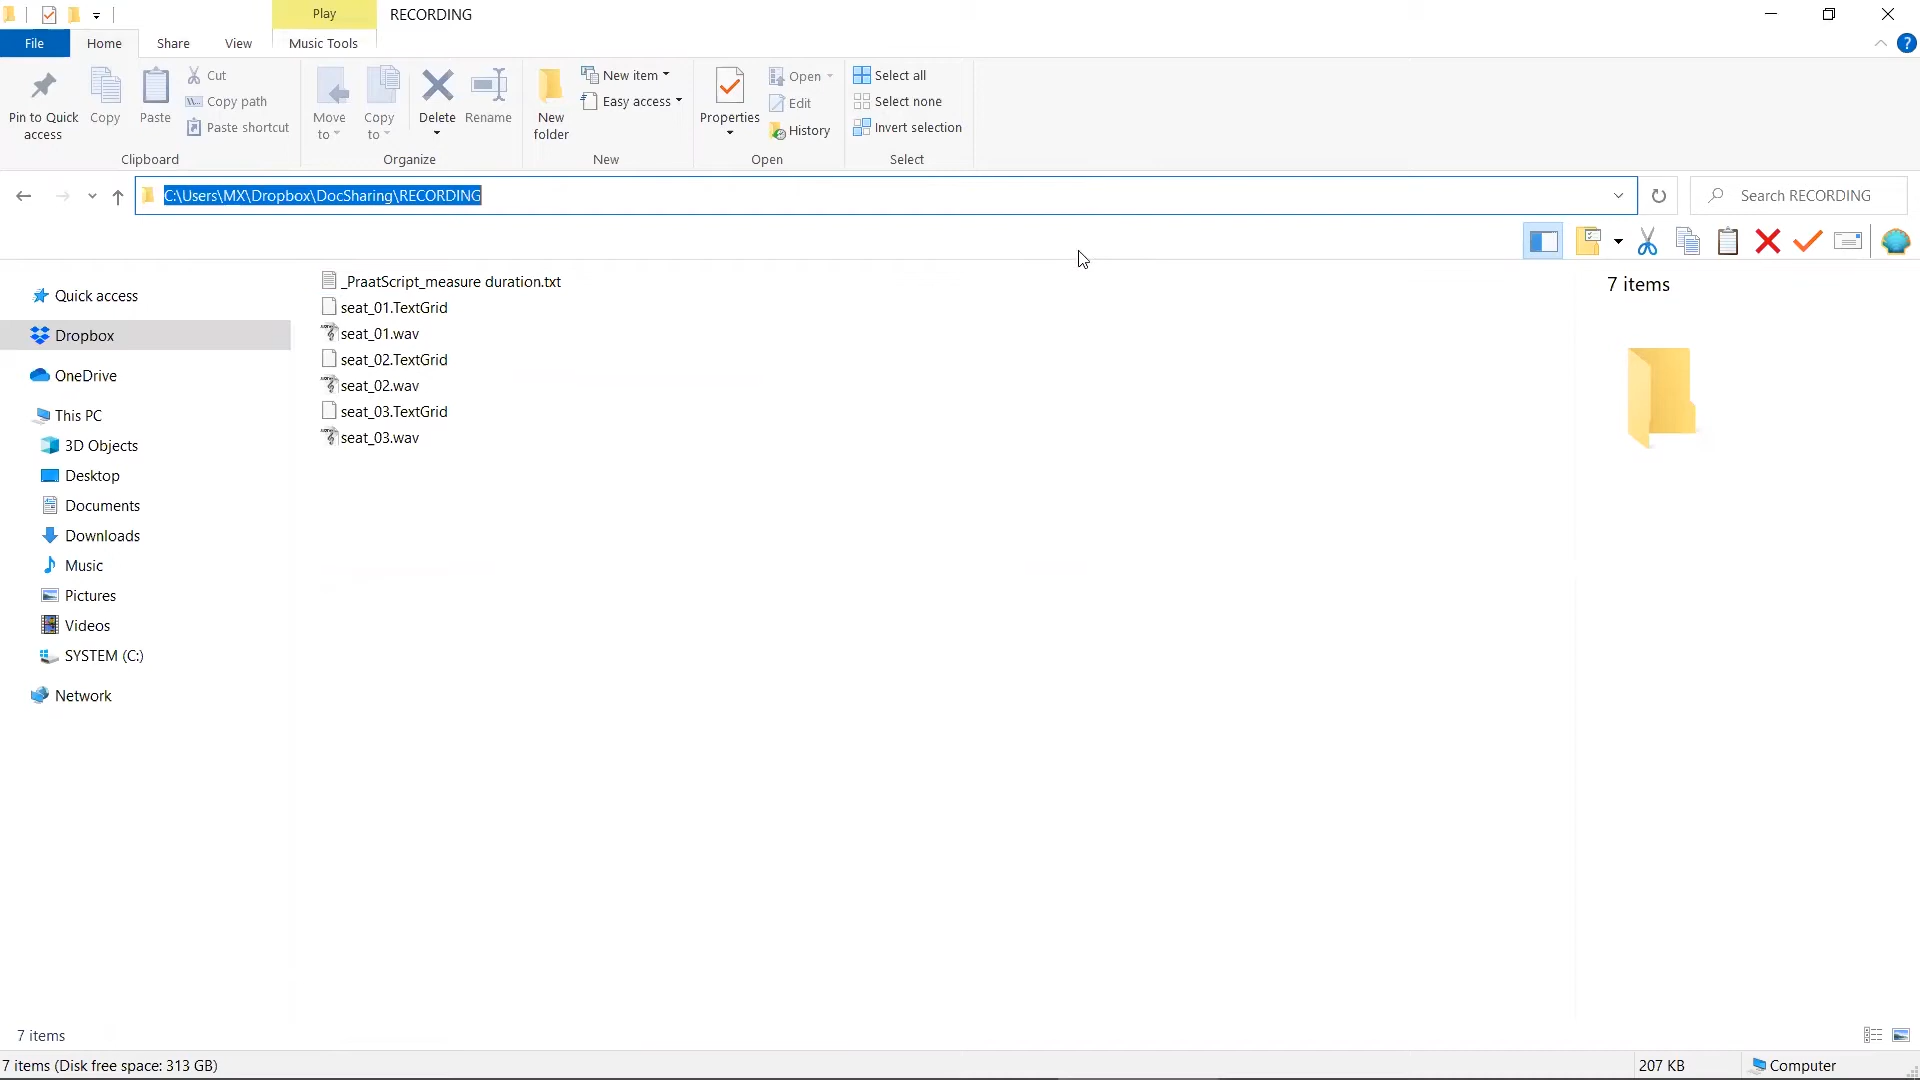 Play
RECORDING
File
Home
Share
View
Music Tools
?
Pin to Quick access
Copy
Paste
Cut
Copy path
Paste shortcut
Clipboard
Move to
Copy to
Delete
Rename
Organize
New folder
New item
Easy access
New
Properties
Open
Edit
History
Open
Select all
Select none
Invert selection
Select
C:\Users\MX\Dropbox\DocSharing\RECORDING
Search RECORDING
Quick access
Dropbox
OneDrive
This PC
3D Objects
Desktop
Documents
Downloads
Music
Pictures
Videos
SYSTEM (C:)
Network
_PraatScript_measure duration.txt
seat_01.TextGrid
seat_01.wav
seat_02.TextGrid
seat_02.wav
seat_03.TextGrid
seat_03.wav
7 items
7 items
7 items (Disk free space: 313 GB)
207 KB
Computer